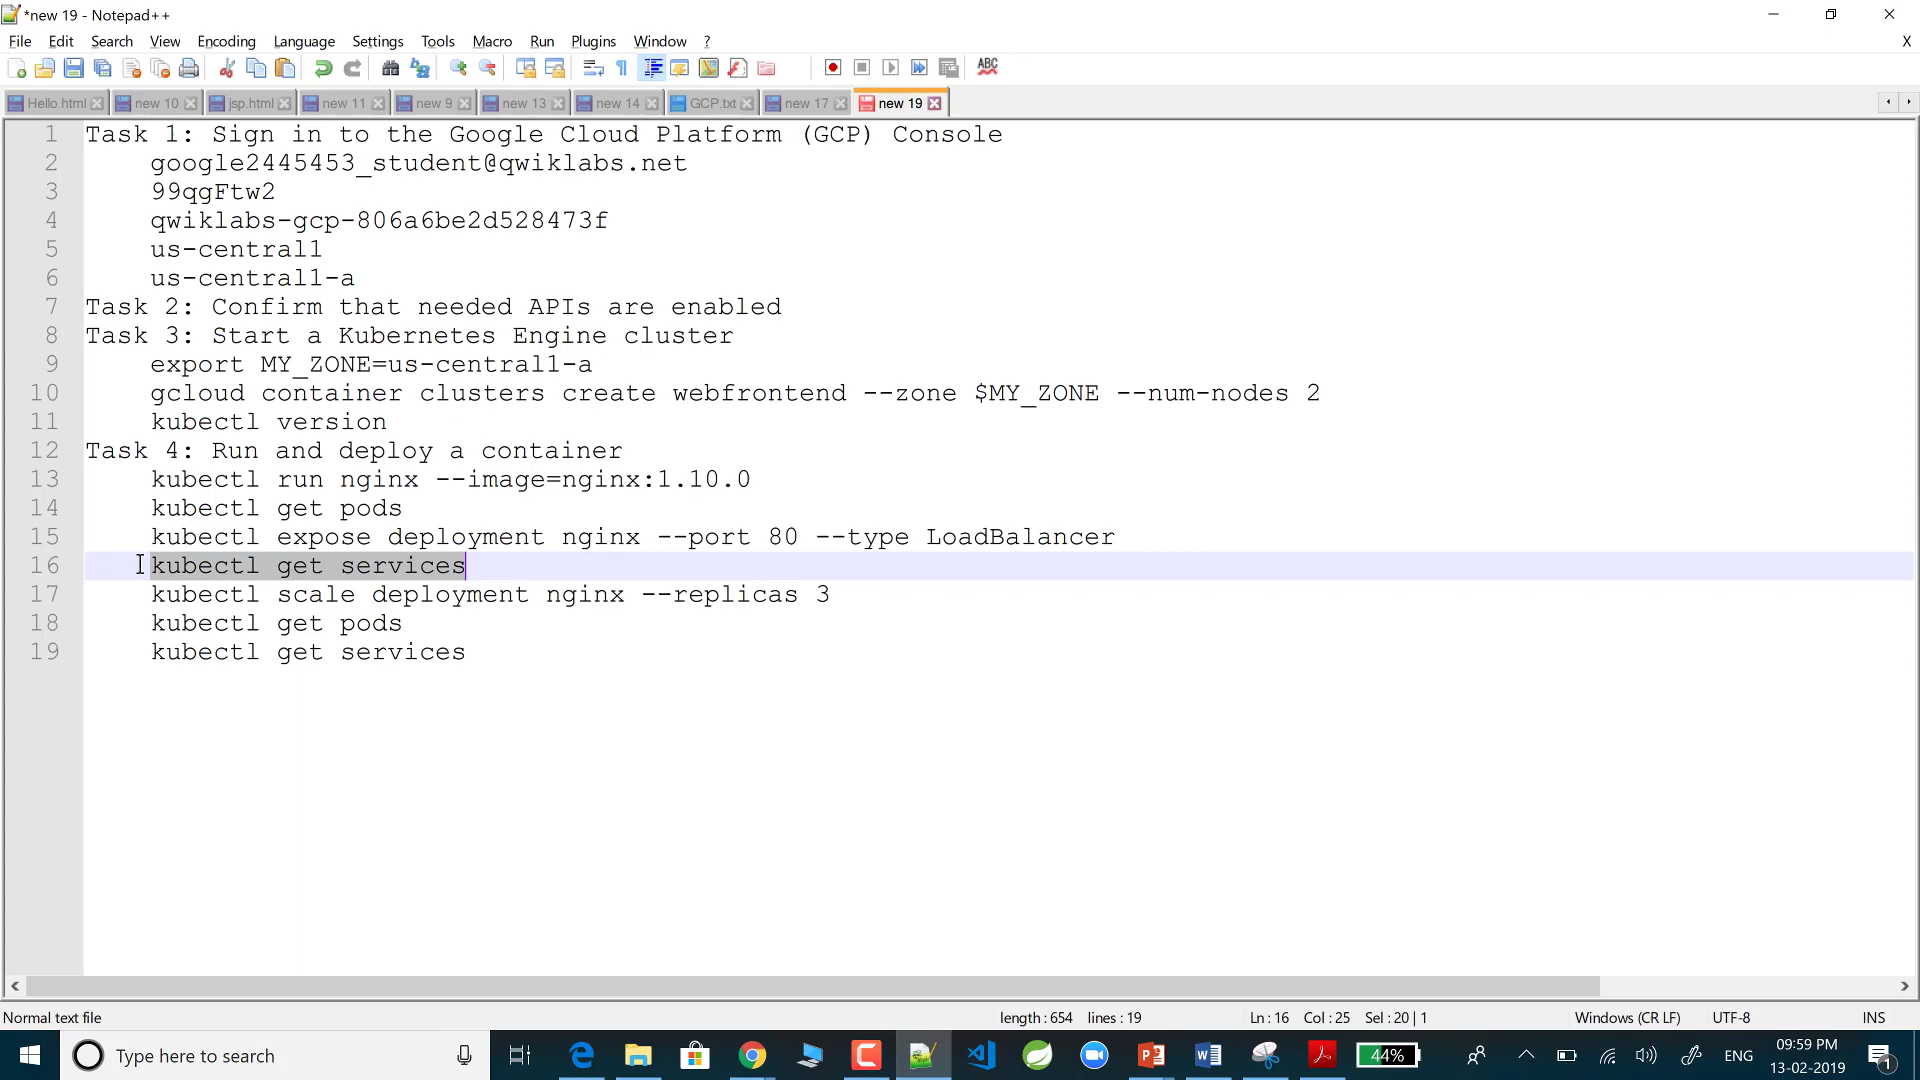 *new 19 - Notepad++
File Edit Search View Encoding Language Settings Tools Macro Run Plugins Window ?
X
ABC
Hello.html new 10 jsp.html new 11 new 9 new 13 new 14 GCP.txt new 17 new 19
1 Task 1: Sign in to the Google Cloud Platform (GCP) Console
2 google2445453_student@qwiklabs.net
3 99qgFtw2
4 qwiklabs-gcp-806a6be2d528473f
5 us-central1
6 us-central1-a
7 Task 2: Confirm that needed APIs are enabled
8 Task 3: Start a Kubernetes Engine cluster
9 export MY_ZONE=us-central1-a
10 gcloud container clusters create webfrontend --zone $MY_ZONE --num-nodes 2
11 kubectl version
12 Task 4: Run and deploy a container
13 kubectl run nginx --image=nginx:1.10.0
14 kubectl get pods
15 kubectl expose deployment nginx --port 80 --type LoadBalancer
16 kubectl get services
17 kubectl scale deployment nginx --replicas 3
18 kubectl get pods
19 kubectl get services
Normal text file length : 654 lines : 19 Ln : 16 Col : 25 Sel : 20 | 1 Windows (CR LF) UTF-8 INS
Type here to search 44% ENG 09:59 PM
13-02-2019 1